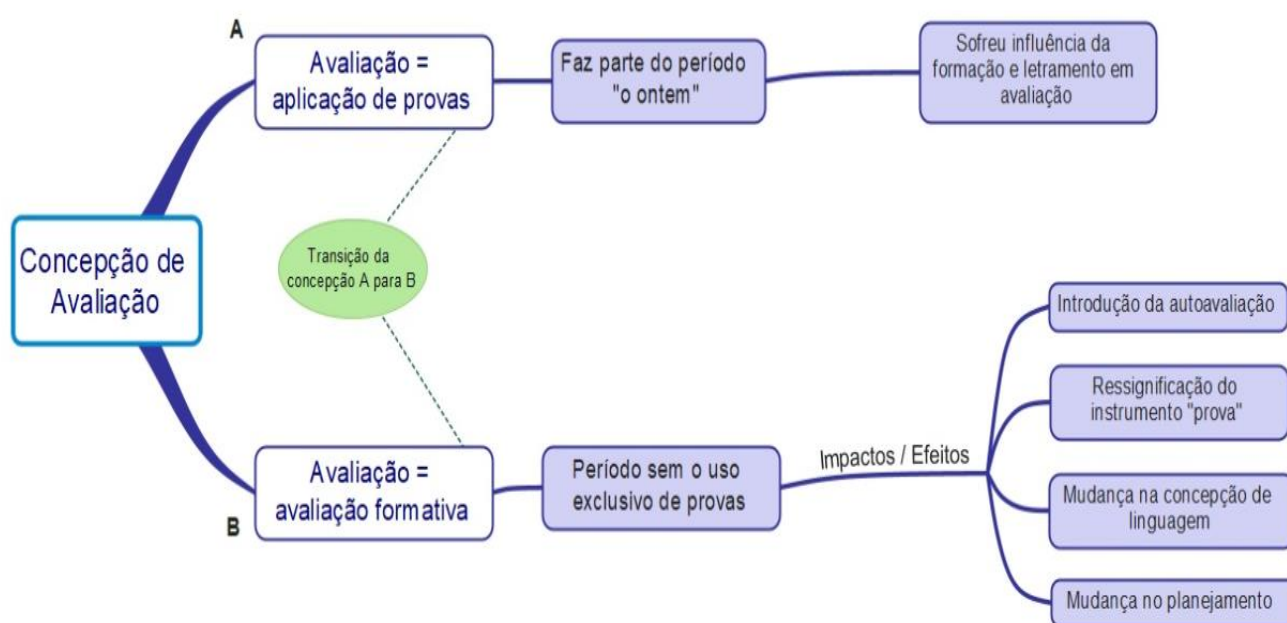 A
Avaliação =
aplicação de provas
Faz parte do período
"o ontem"
Sofreu influência da
formação e letramento em
avaliação
Concepção de
Avaliação
Transição da
concepção A para B
Avaliação =
avaliação formativa
B
Período sem o uso
exclusivo de provas
Impactos / Efeitos
Introdução da autoavaliação
Ressignificação do
instrumento "prova"
Mudança na concepção de
linguagem
Mudança no planejamento